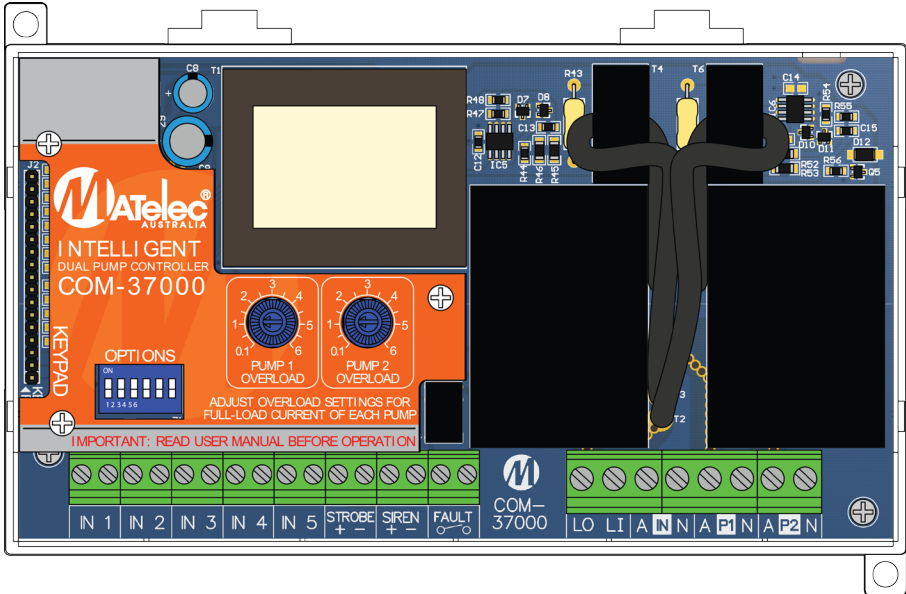 C8
T1
C9
J2
MATelec®
AUSTRALIA
INTELLIGENT
DUAL PUMP CONTROLLER
COM-37000
KEYPAD
OPTIONS
ON
1 2 3 4 5 6
0.1 1 2 3 4 5 6
PUMP 1
OVERLOAD
0.1 1 2 3 4 5 6
PUMP 2
OVERLOAD
ADJUST OVERLOAD SETTINGS FOR
FULL-LOAD CURRENT OF EACH PUMP
IMPORTANT: READ USER MANUAL BEFORE OPERATION
R43
T4
T6
C14
R48
R47
D7
D8
C13
C12
IC5
R44
R46
R45
C6
R54
R55
C15
D10
D11
D12
R52
R53
R56
Q5
3
T2
IN 1
IN 2
IN 3
IN 4
IN 5
STROBE
+ −
SIREN
+ −
FAULT
M
COM-
37000
LO LI A IN N A P1 N A P2 N